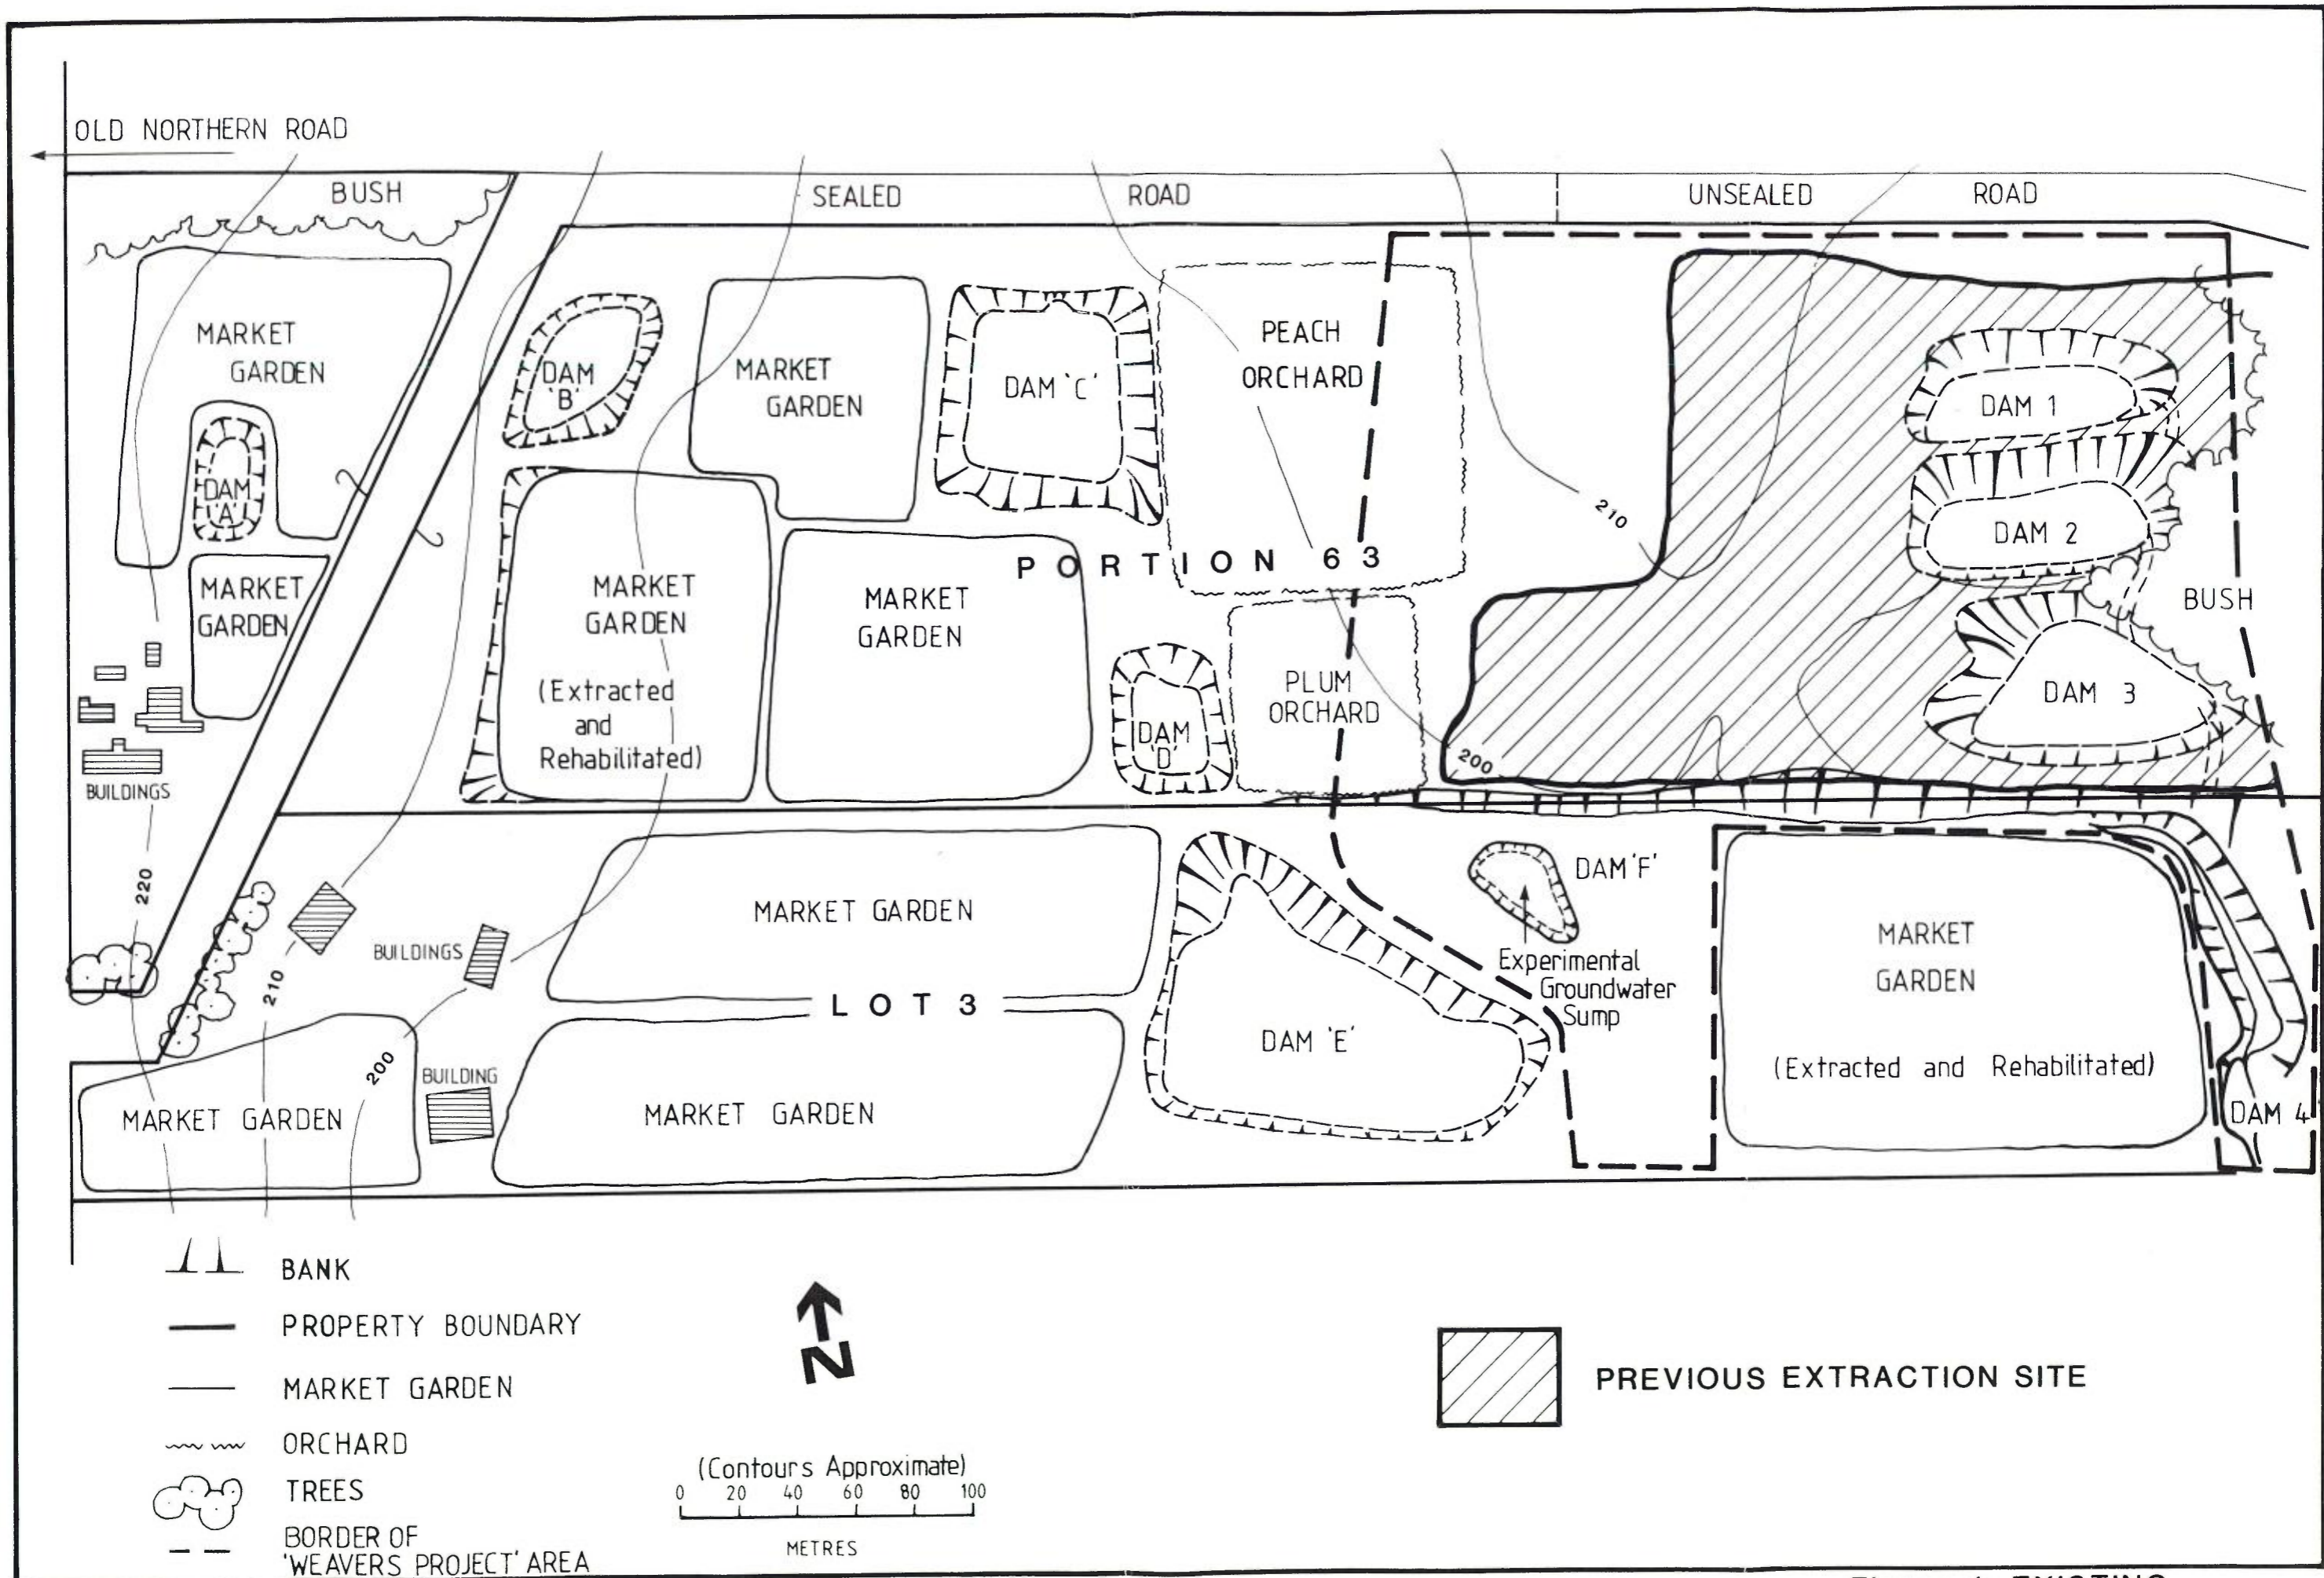 OLD NORTHERN ROAD
BUSH
SEALED ROAD
UNSEALED ROAD
MARKET
GARDEN
DAM
'B'
MARKET
GARDEN
DAM 'C'
PEACH
ORCHARD
DAM 1
DAM
'A'
210
DAM 2
PORTION 63
MARKET
GARDEN
MARKET
GARDEN
(Extracted
and
Rehabilitated)
MARKET
GARDEN
BUSH
PLUM
ORCHARD
DAM
'D'
DAM 3
200
BUILDINGS
220
MARKET GARDEN
DAM 'F'
BUILDINGS
210
Experimental
Groundwater
Sump
MARKET
GARDEN
(Extracted and Rehabilitated)
LOT 3
DAM 'E'
200
BUILDING
MARKET GARDEN
MARKET GARDEN
DAM 4
BANK
PROPERTY BOUNDARY
MARKET GARDEN
ORCHARD
TREES
BORDER OF
'WEAVERS PROJECT' AREA
N
(Contours Approximate)
0 20 40 60 80 100
METRES
PREVIOUS EXTRACTION SITE
EXISTING